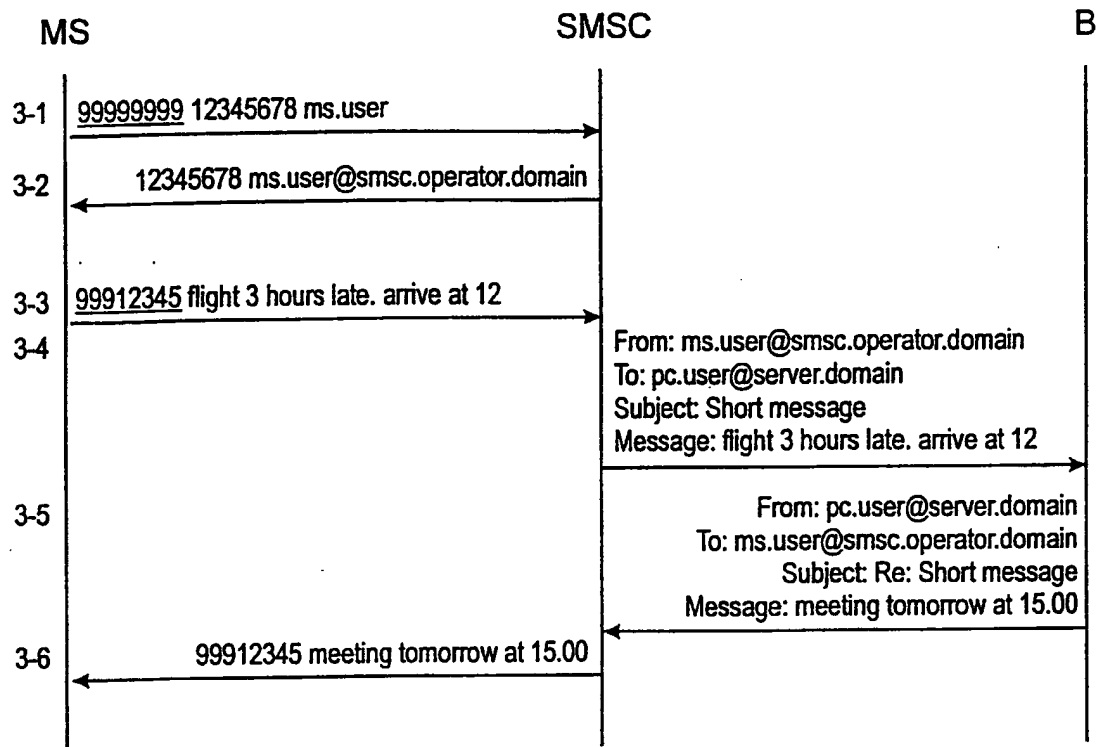 MS SMSC B
3-1 99999999 12345678 ms.user
3-2 12345678 ms.user@smsc.operator.domain
3-3 99912345 flight 3 hours late. arrive at 12
3-4 From: ms.user@smsc.operator.domain
To: pc.user@server.domain
Subject: Short message
Message: flight 3 hours late. arrive at 12
3-5 From: pc.user@server.domain
To: ms.user@smsc.operator.domain
Subject: Re: Short message
Message: meeting tomorrow at 15.00
3-6 99912345 meeting tomorrow at 15.00